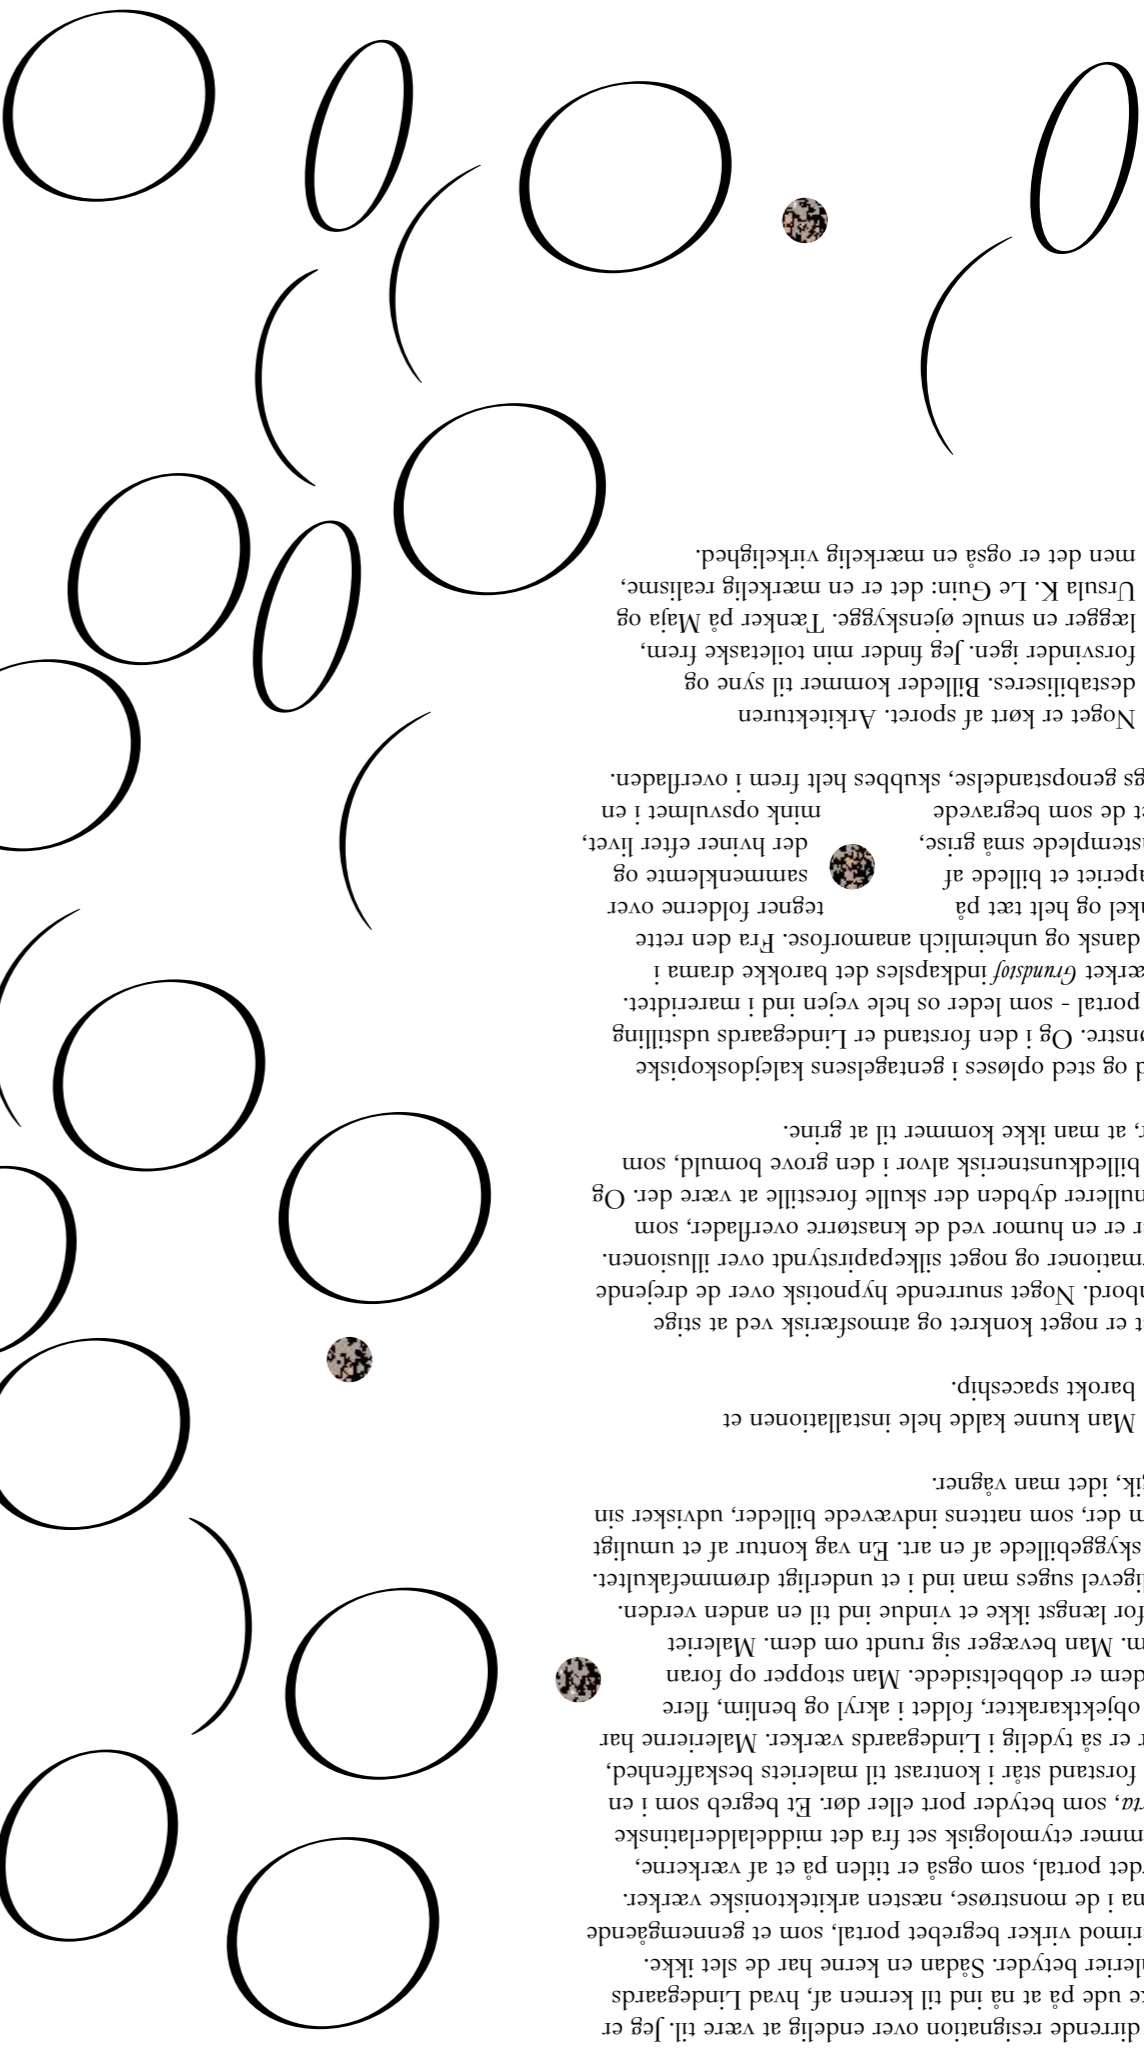 dirrende resignation over endelig at være til. Jeg er
ke ude på at nå ind til kernen af, hvad Lindegaards
lerier betyder. Sådan en kerne har de slet ikke.
rimod virker begrebet portal, som et gennemgående
na i de monstrøse, næsten arkitektoniske værker.
det portal, som også er titlen på et af værkerne,
mmer etymologisk set fra det middelalderlatinske
rta, som betyder port eller dør. Et begreb som i en
forstand står i kontrast til maleriets beskaffenhed,
r er så tydelig i Lindegaards værker. Malerierne har
objektkarakter, foldet i akryl og benlim, flere
dem er dobbeltsidede. Man stopper op foran
m. Man bevæger sig rundt om dem. Maleriet
for længst ikke et vindue ind til en anden verden.
ligevel suges man ind i et underligt drømmefakultet.
skyggebillede af en art. En vag kontur af et umuligt
m der, som nattens indvævede billeder, udvisker sin
gik, idet man vågner.
Man kunne kalde hele installationen et
barokt spaceship.
t er noget konkret og atmosfærisk ved at stige
nbord. Noget snurrende hypnotisk over de drejende
rmationer og noget silkepapirstyndt over illusionen.
r er en humor ved de knastørre overflader, som
nullerer dybden der skulle forestille at være der. Og
billedkunstnerisk alvor i den grove bomuld, som
r, at man ikke kommer til at grine.
d og sted opløses i gentagelsens kalejdoskopiske
ønstre. Og i den forstand er Lindegaards udstilling
portal - som leder os hele vejen ind i mareridtet.
ærket Grundstof indkapsles det barokke drama i
dansk og unheimlich anamorfose. Fra den rette
nkel og helt tæt på tegner folderne over
aperiet et billede af sammenklemte og
stemplede små grise, der hviner efter livet,
et de som begravede mink opsvulmet i en
gs genopstandelse, skubbes helt frem i overfladen.
Noget er kørt af sporet. Arkitekturen
destabiliseres. Billeder kommer til syne og
forsvinder igen. Jeg finder min toiletaske frem,
lægger en smule øjenskygge. Tænker på Maja og
Ursula K. Le Guin: det er en mærkelig realisme,
men det er også en mærkelig virkelighed.